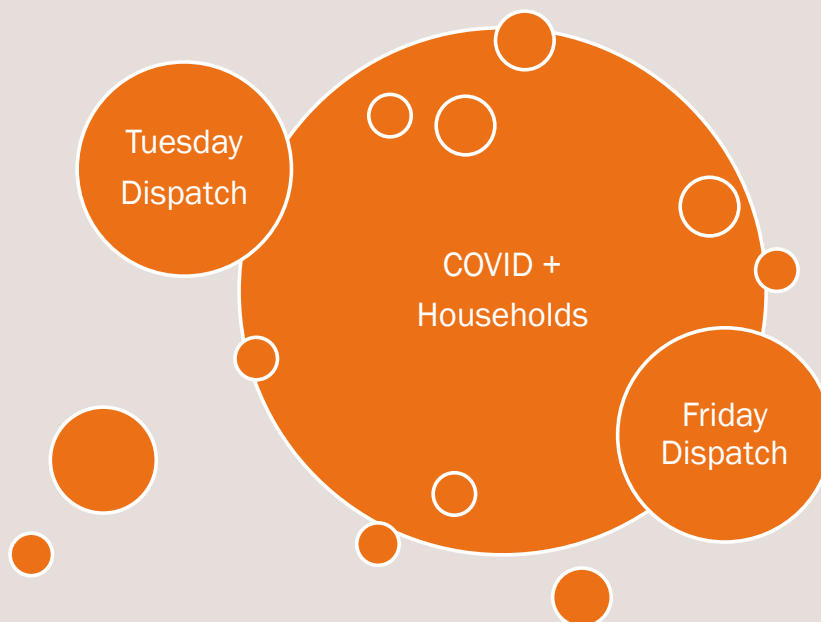 Tuesday
Dispatch
COVID +
Households
Friday
Dispatch